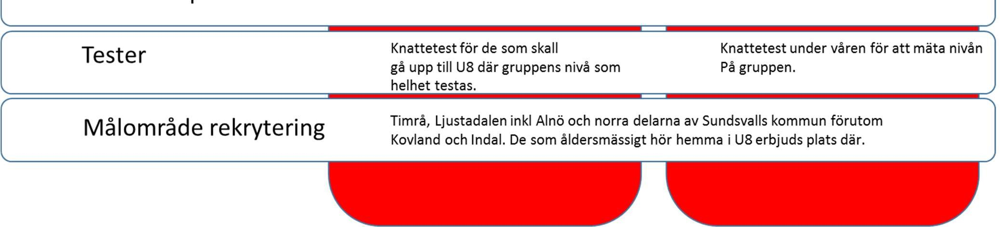 Tester
Knattetest för de som skall
gå upp till U8 där gruppens nivå som
helhet testas.
Knattetest under våren för att mäta nivån
På gruppen.
Målområde rekrytering
Timrå, Ljustadalen inkl Alnö och norra delarna av Sundsvalls kommun förutom
Kovland och Indal. De som åldersmässigt hör hemma i U8 erbjuds plats där.